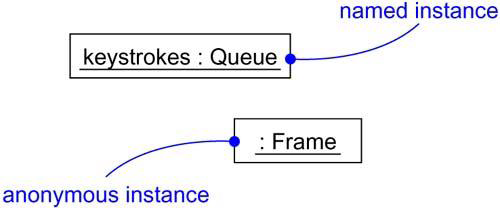 named instance
keystrokes : Queue
: Frame
anonymous instance